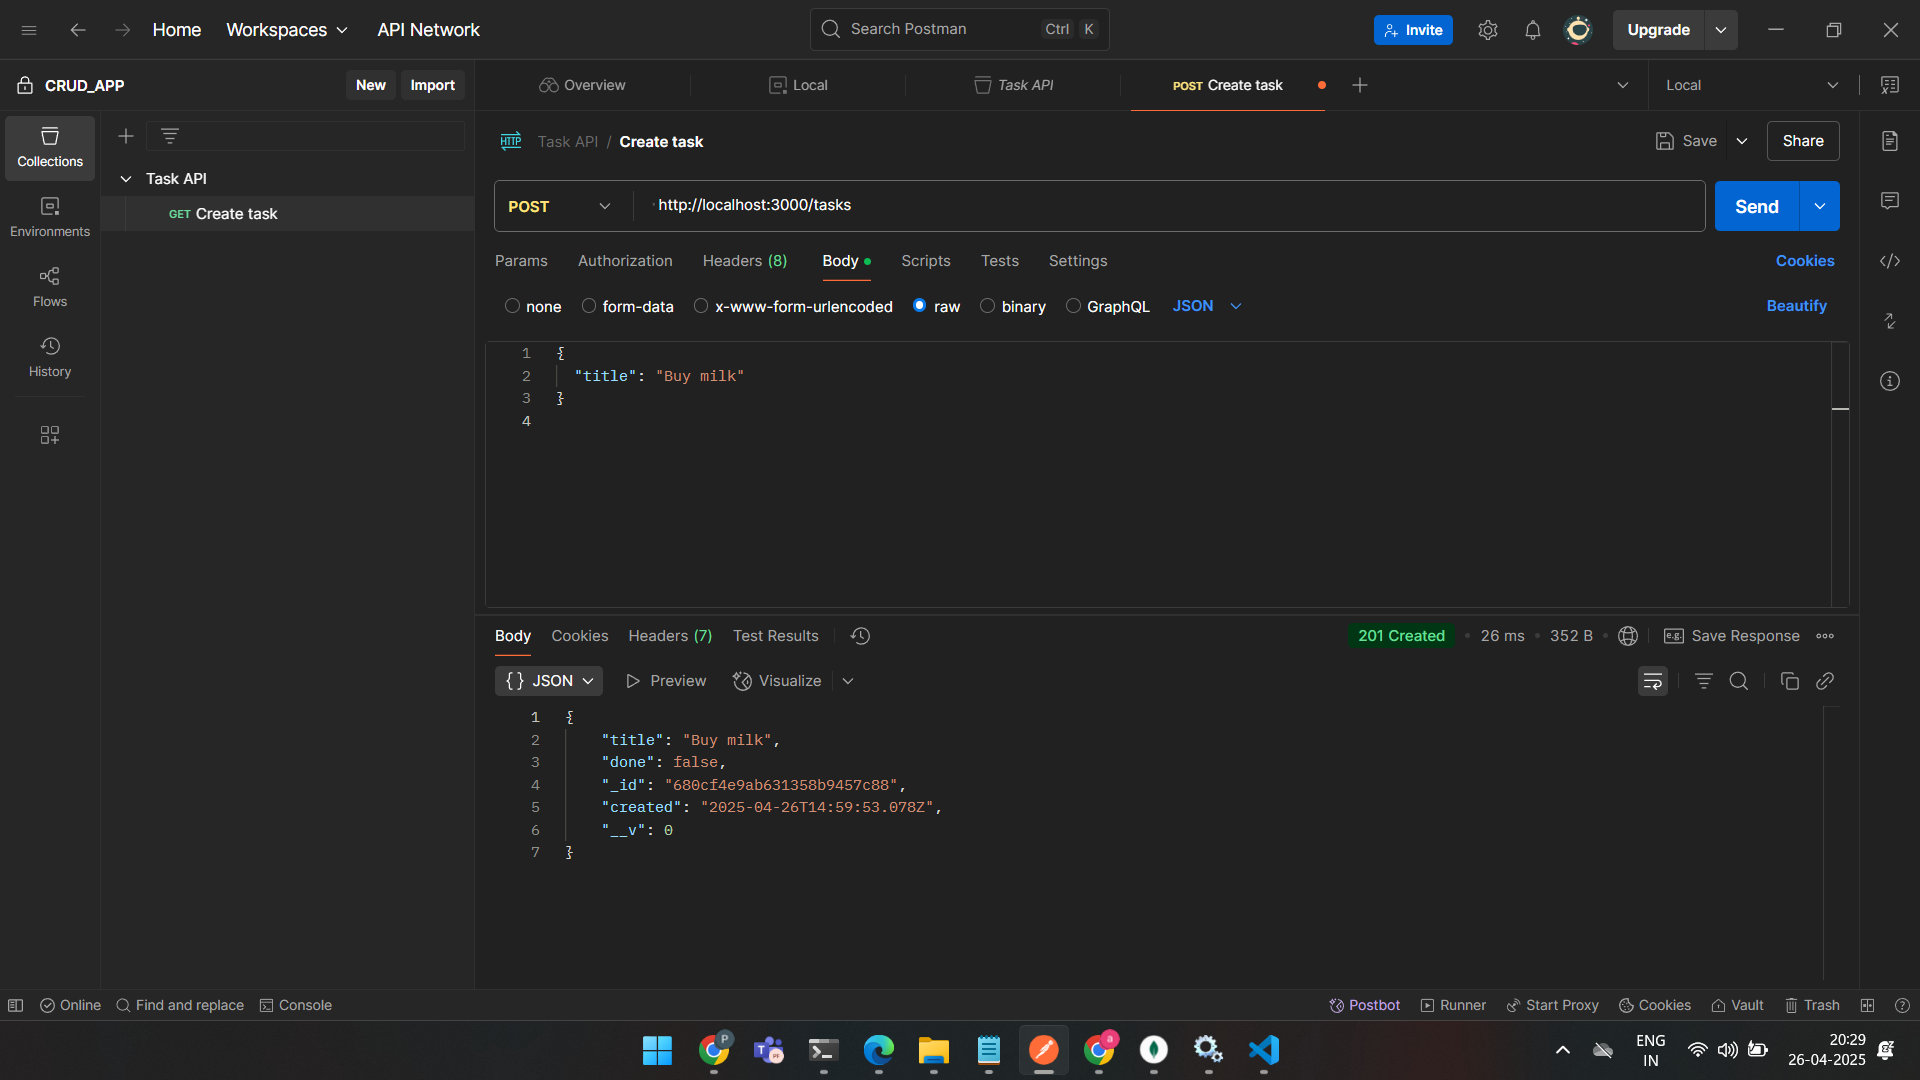 Home Workspaces API Network Search Postman Ctrl K Invite Upgrade
CRUD_APP New Import Overview Local Task API POST Create task Local
Task API / Create task Save Share
Collections
Task API
GET Create task
POST http://localhost:3000/tasks Send
Environments
Params Authorization Headers (8) Body Scripts Tests Settings Cookies
Flows
none form-data x-www-form-urlencoded raw binary GraphQL JSON Beautify
History
1 {
2 "title": "Buy milk"
3 }
4
Body Cookies Headers (7) Test Results 201 Created 26 ms 352 B e.g. Save Response
{} JSON Preview Visualize
1 {
2 "title": "Buy milk",
3 "done": false,
4 "_id": "680cf4e9ab631358b9457c88",
5 "created": "2025-04-26T14:59:53.078Z",
6 "__v": 0
7 }
Online Find and replace Console Postbot Runner Start Proxy Cookies Vault Trash
ENG 20:29
IN 26-04-2025